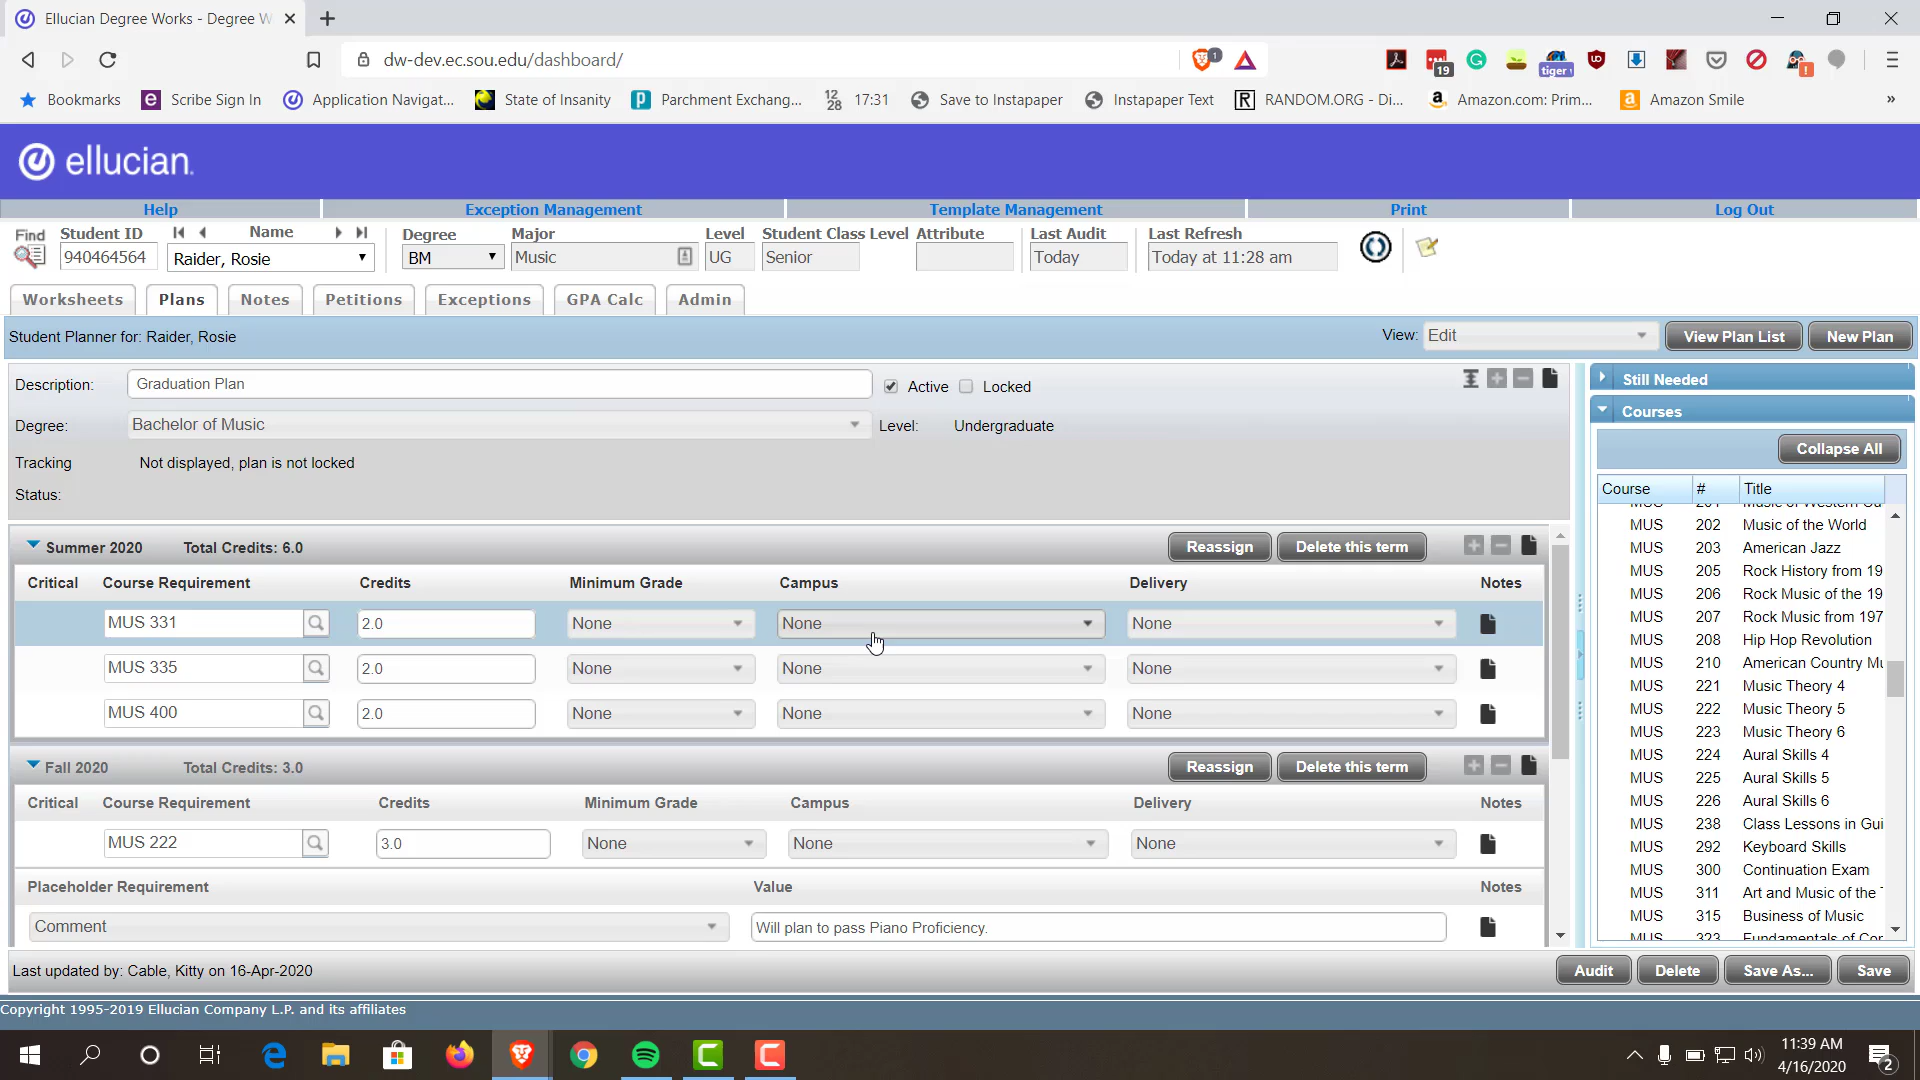 Ellucian Degree Works - Degree W
dw-dev.ec.sou.edu/dashboard/
1
19
tiger
Bookmarks
Scribe Sign In
Application Navigat...
State of Insanity
Parchment Exchang...
12
28
17:31
Save to Instapaper
Instapaper Text
RANDOM.ORG - Di...
Amazon.com: Prim...
Amazon Smile
ellucian.
Help
Exception Management
Template Management
Print
Log Out
Find
Student ID
Name
Degree
Major
Level
Student Class Level
Attribute
Last Audit
Last Refresh
940464564
Raider, Rosie
BM
Music
UG
Senior
Today
Today at 11:28 am
Worksheets
Plans
Notes
Petitions
Exceptions
GPA Calc
Admin
Student Planner for: Raider, Rosie
View:
Edit
View Plan List
New Plan
Description:
Graduation Plan
Active
Locked
Degree:
Bachelor of Music
Level:
Undergraduate
Tracking
Status:
Not displayed, plan is not locked
Summer 2020
Total Credits: 6.0
Reassign
Delete this term
Critical
Course Requirement
Credits
Minimum Grade
Campus
Delivery
Notes
MUS 331
2.0
None
None
None
MUS 335
2.0
None
None
None
MUS 400
2.0
None
None
None
Fall 2020
Total Credits: 3.0
Reassign
Delete this term
Critical
Course Requirement
Credits
Minimum Grade
Campus
Delivery
Notes
MUS 222
3.0
None
None
None
Placeholder Requirement
Value
Notes
Comment
Will plan to pass Piano Proficiency.
Still Needed
Courses
Collapse All
Course
#
Title
MUS 202 Music of the World
MUS 203 American Jazz
MUS 205 Rock History from 19
MUS 206 Rock Music of the 19
MUS 207 Rock Music from 197
MUS 208 Hip Hop Revolution
MUS 210 American Country Mu
MUS 221 Music Theory 4
MUS 222 Music Theory 5
MUS 223 Music Theory 6
MUS 224 Aural Skills 4
MUS 225 Aural Skills 5
MUS 226 Aural Skills 6
MUS 238 Class Lessons in Gui
MUS 292 Keyboard Skills
MUS 300 Continuation Exam
MUS 311 Art and Music of the
MUS 315 Business of Music
MUS 323 Fundamentals of Cor
Last updated by: Cable, Kitty on 16-Apr-2020
Audit
Delete
Save As...
Save
Copyright 1995-2019 Ellucian Company L.P. and its affiliates
11:39 AM
4/16/2020
2